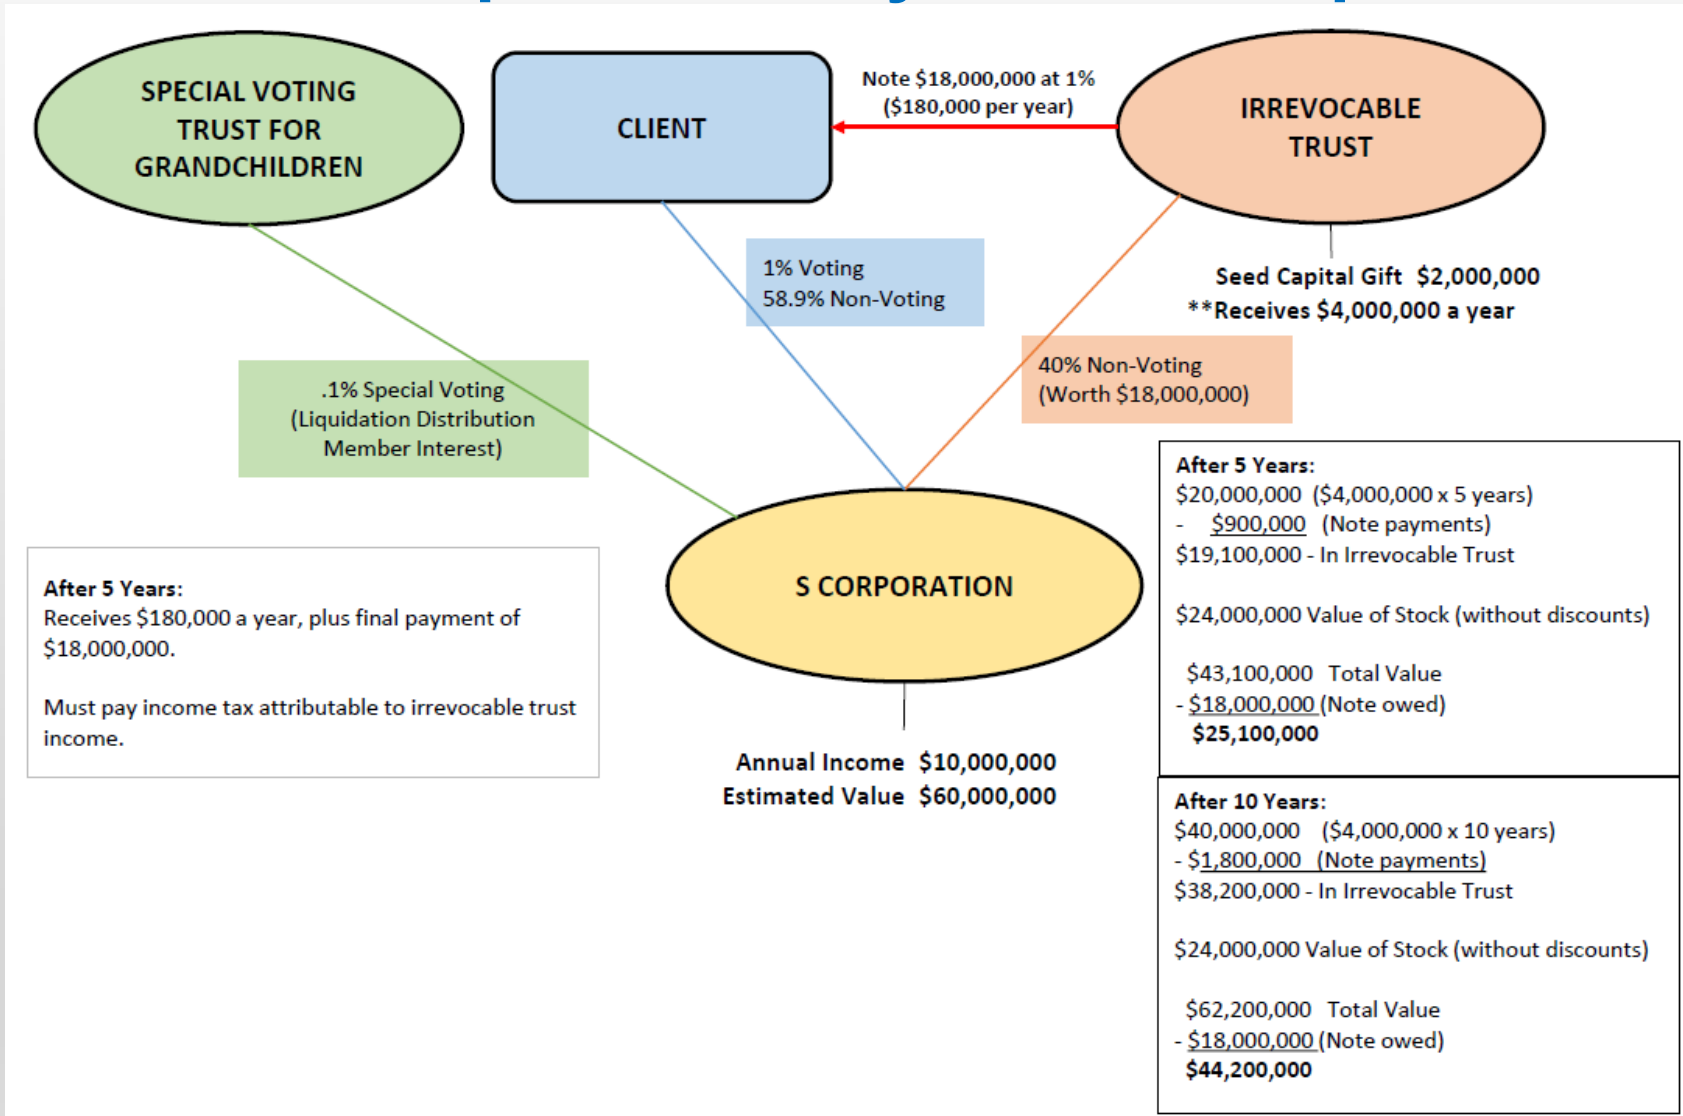 SPECIAL VOTING
TRUST FOR
GRANDCHILDREN
CLIENT
Note $18,000,000 at 1%
($180,000 per year)
IRREVOCABLE
TRUST
Seed Capital Gift $2,000,000
**Receives $4,000,000 a year
1% Voting
58.9% Non-Voting
40% Non-Voting
(Worth $18,000,000)
.1% Special Voting
(Liquidation Distribution
Member Interest)
S CORPORATION
Annual Income $10,000,000
Estimated Value $60,000,000
After 5 Years:
Receives $180,000 a year, plus final payment of
$18,000,000.
Must pay income tax attributable to irrevocable trust
income.
After 5 Years:
$20,000,000 ($4,000,000 x 5 years)
- $900,000 (Note payments)
$19,100,000 - In Irrevocable Trust
$24,000,000 Value of Stock (without discounts)
$43,100,000 Total Value
- $18,000,000 (Note owed)
$25,100,000
After 10 Years:
$40,000,000 ($4,000,000 x 10 years)
- $1,800,000 (Note payments)
$38,200,000 - In Irrevocable Trust
$24,000,000 Value of Stock (without discounts)
$62,200,000 Total Value
- $18,000,000 (Note owed)
$44,200,000